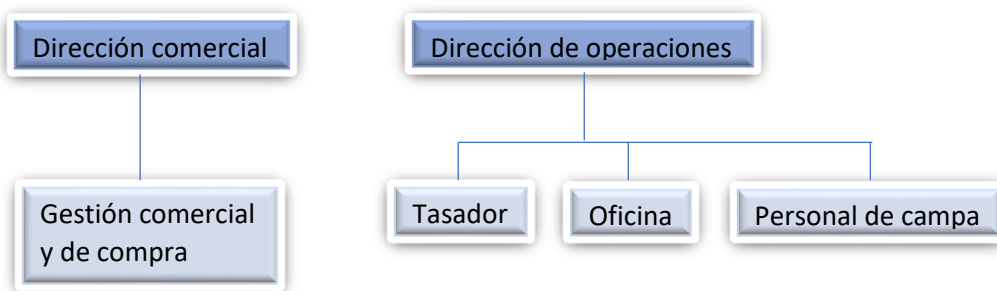 Dirección comercial
Dirección de operaciones
Gestión comercial
y de compra
Tasador
Oficina
Personal de campa